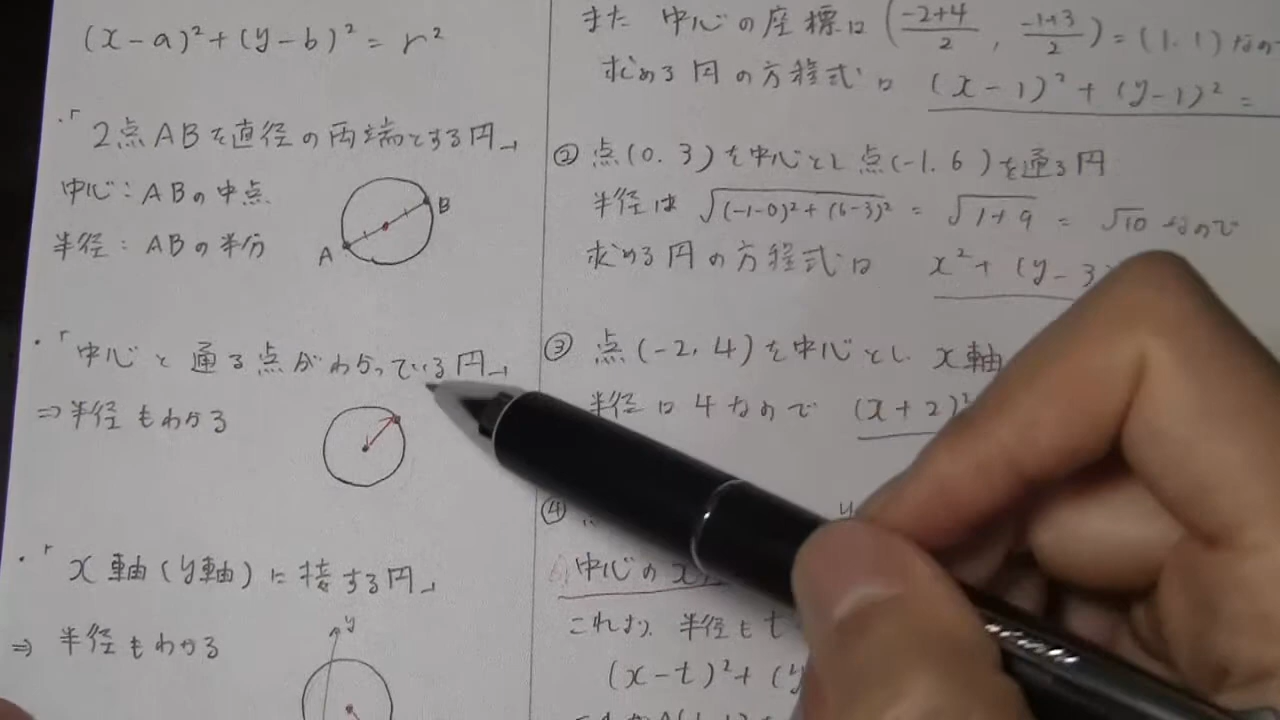 (x-a)²+(y-b)²=r²
・「2点ABを直径の両端とする円」
中心:ABの中点
半径:ABの半分
A
B
・「中心と通る点がわかっている円」
⇒半径もわかる
・「x軸(y軸)に接する円」
⇒半径もわかる
y
また 中心の座標は (-2+4/2, -1+3/2)=(1.1)なの
求める円の方程式は (x-1)²+(y-1)²=
② 点(0.3)を中心とし点(-1.6)を通る円
半径は √(-1-0)²+(6-3)² = √1+9 = √10 なので
求める円の方程式は x²+(y-3
③ 点(-2,4)を中心とし x軸
半径は4なので (x+2)²
④
中心の x
これより 半径も t
(x-t)²+(y